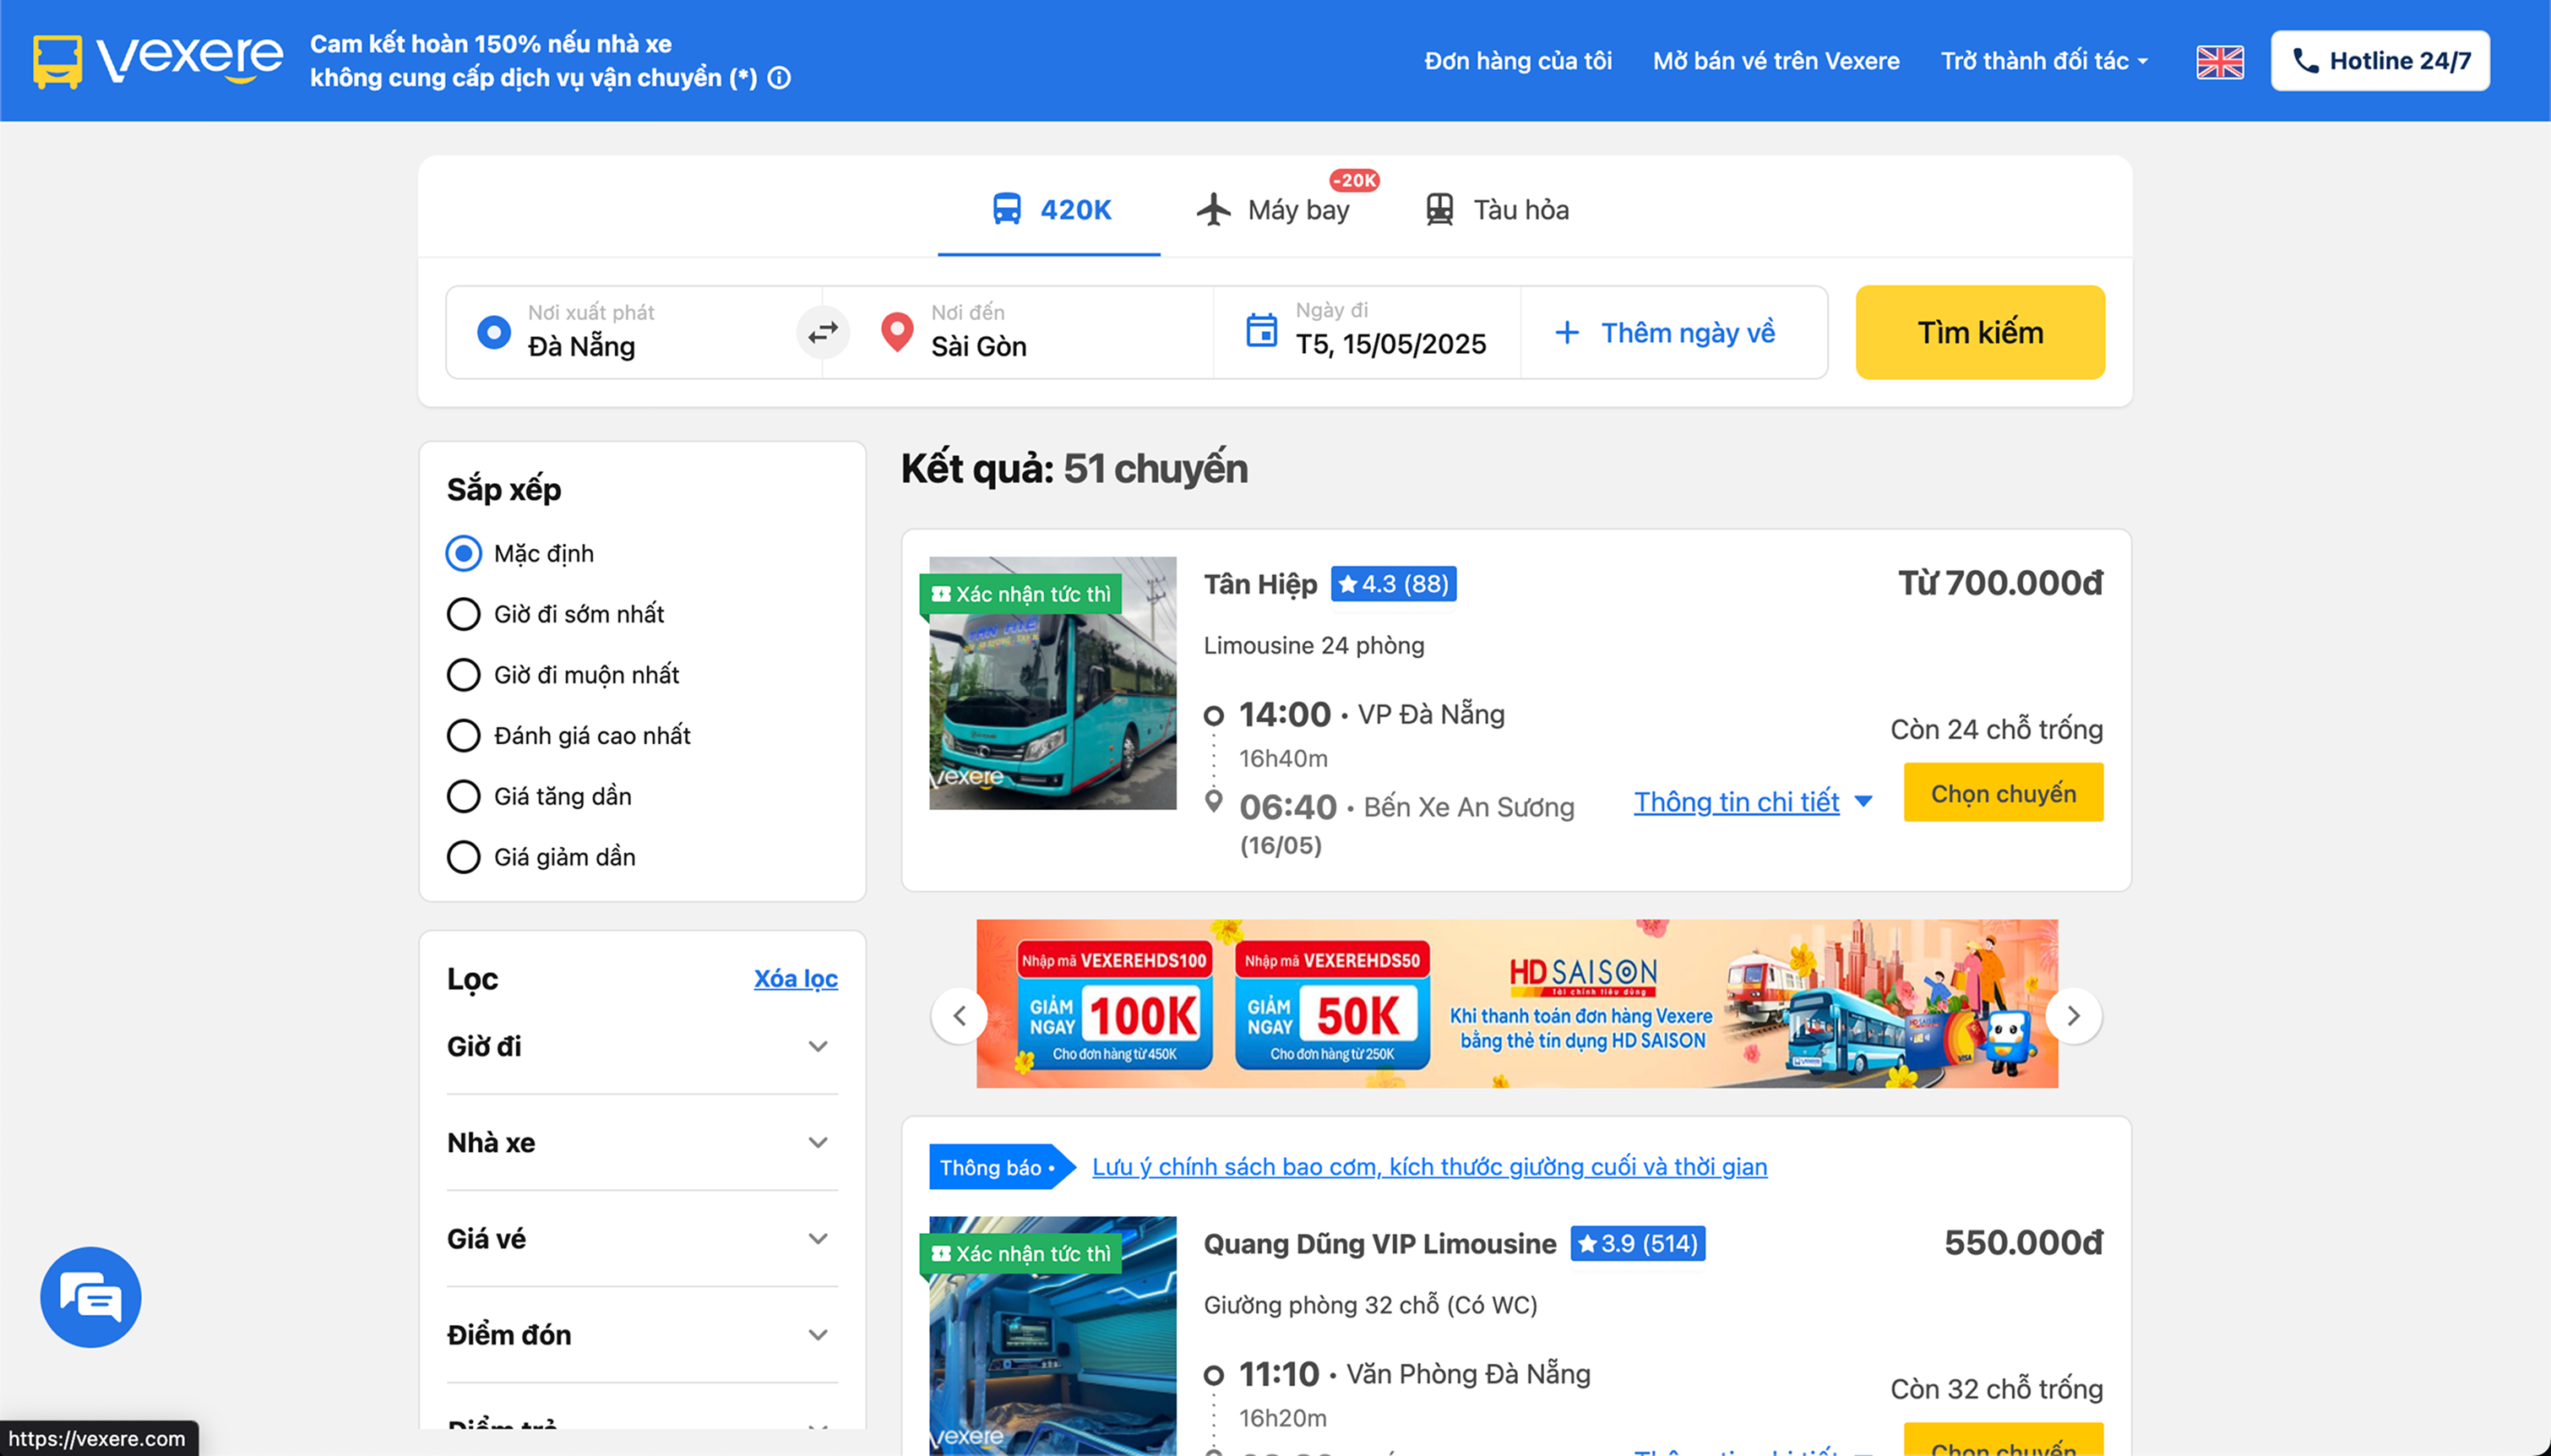 vexere
Cam kết hoàn 150% nếu nhà xe
không cung cấp dịch vụ vận chuyển (*)
Đơn hàng của tôi
Mở bán vé trên Vexere
Trở thành đối tác
Hotline 24/7
420K
-20K
Máy bay
Tàu hỏa
Nơi xuất phát
Đà Nẵng
Nơi đến
Sài Gòn
Ngày đi
T5, 15/05/2025
Thêm ngày về
Tìm kiếm
Sắp xếp
Mặc định
Giờ đi sớm nhất
Giờ đi muộn nhất
Đánh giá cao nhất
Giá tăng dần
Giá giảm dần
Lọc
Xóa lọc
Giờ đi
Nhà xe
Giá vé
Điểm đón
Điểm trả
https://vexere.com
Kết quả: 51 chuyến
Xác nhận tức thì
vexere
Tân Hiệp
4.3 (88)
Từ 700.000đ
Limousine 24 phòng
14:00 • VP Đà Nẵng
16h40m
06:40 • Bến Xe An Sương
(16/05)
Còn 24 chỗ trống
Thông tin chi tiết
Chọn chuyến
Nhập mã VEXEREHDS100
GIẢM NGAY 100K
Cho đơn hàng từ 450K
Nhập mã VEXEREHDS50
GIẢM NGAY 50K
Cho đơn hàng từ 250K
HD SAISON
Tài chính tiêu dùng
Khi thanh toán đơn hàng Vexere
bằng thẻ tín dụng HD SAISON
Thông báo •
Lưu ý chính sách bao cơm, kích thước giường cuối và thời gian
Xác nhận tức thì
vexere
Quang Dũng VIP Limousine
3.9 (514)
550.000đ
Giường phòng 32 chỗ (Có WC)
11:10 • Văn Phòng Đà Nẵng
16h20m
Còn 32 chỗ trống
Thông tin chi tiết
Chọn chuyến